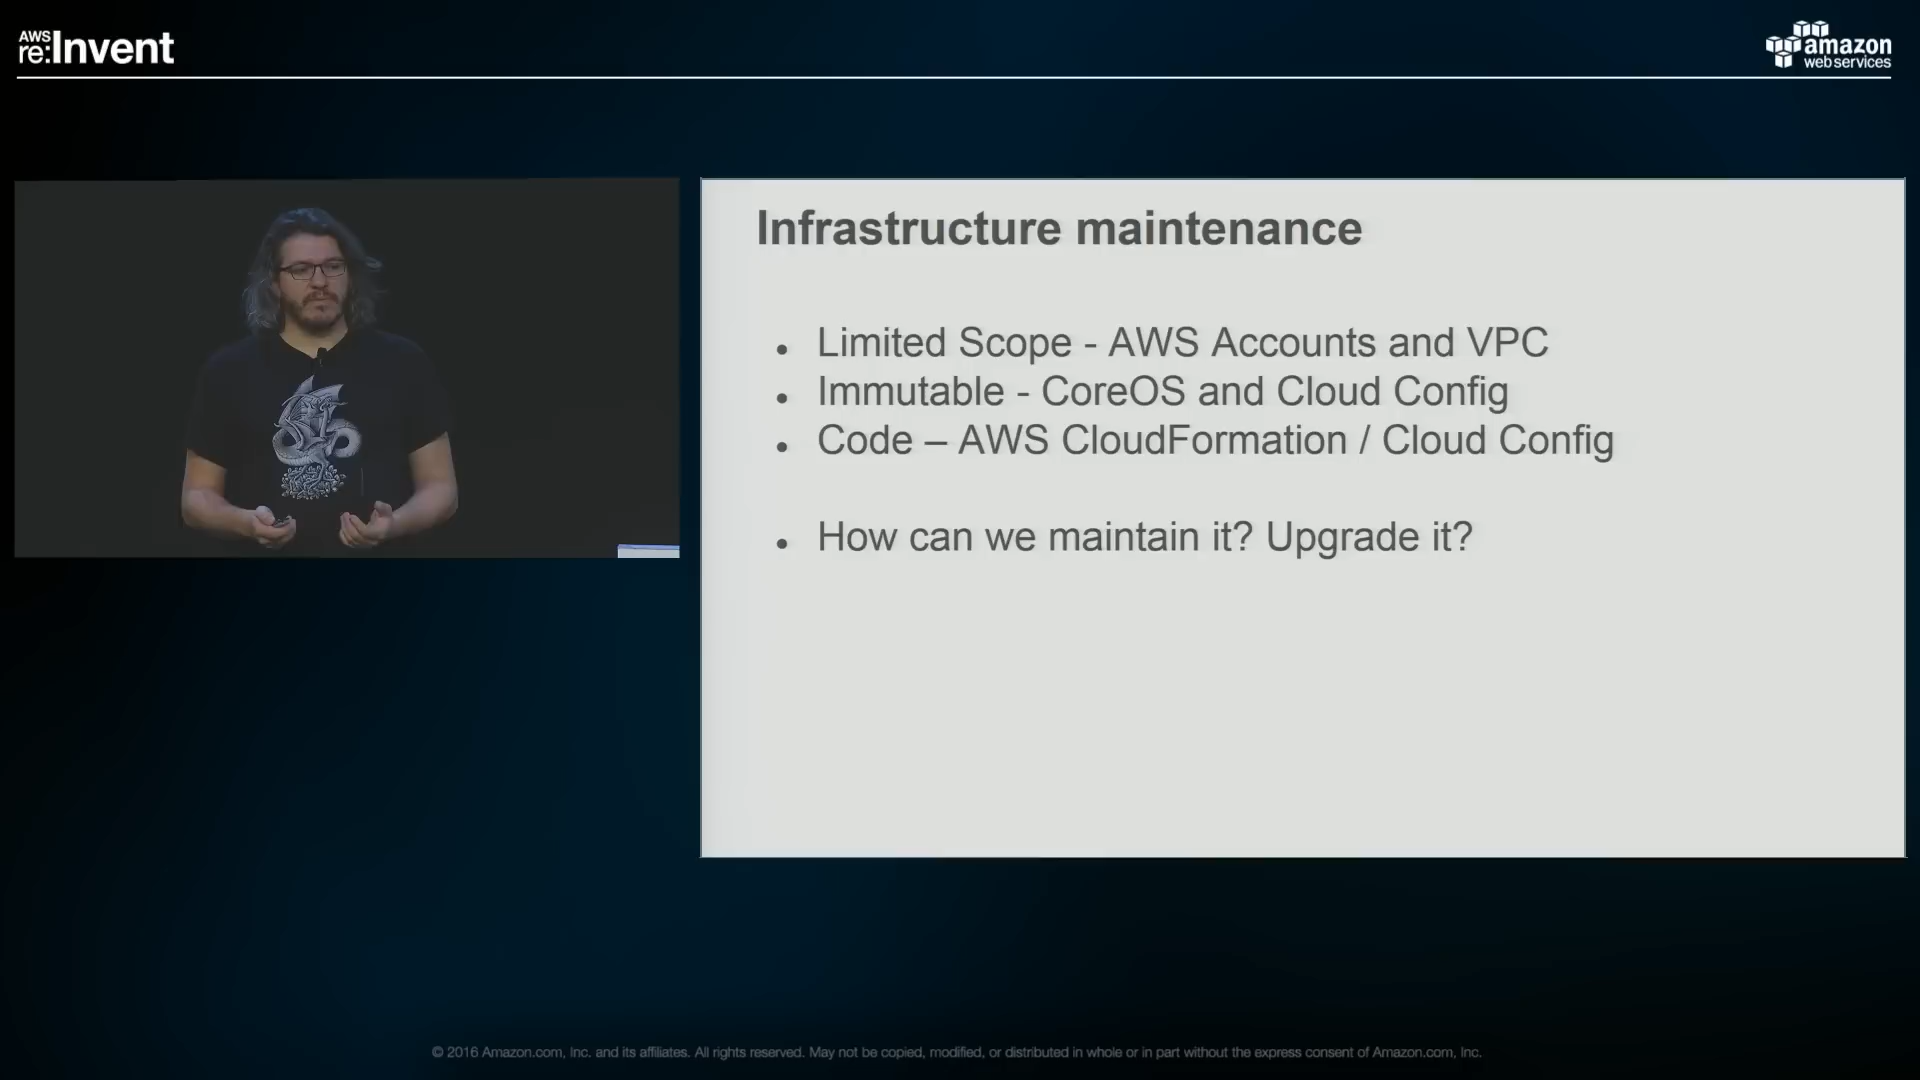 AWS
re:Invent
amazon
webservices
Infrastructure maintenance
• Limited Scope - AWS Accounts and VPC
• Immutable - CoreOS and Cloud Config
• Code – AWS CloudFormation / Cloud Config
• How can we maintain it? Upgrade it?
© 2016 Amazon.com, Inc. and its affiliates. All rights reserved. May not be copied, modified, or distributed in whole or in part without the express consent of Amazon.com, Inc.